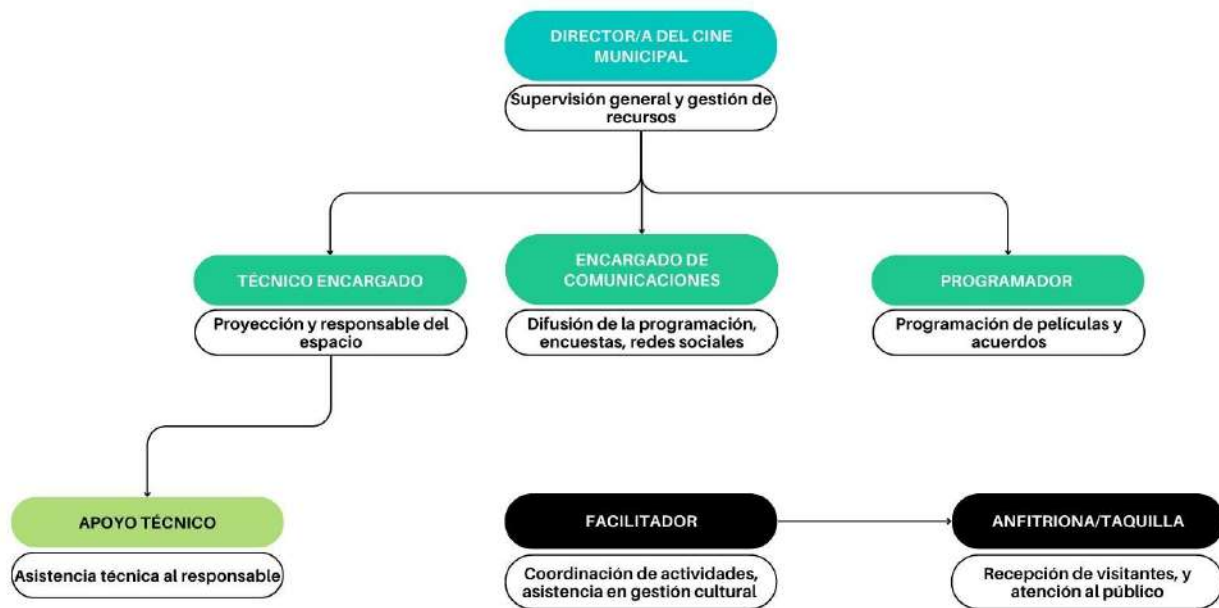 DIRECTOR/A DEL CINE
MUNICIPAL
Supervisión general y gestión de
recursos
TÉCNICO ENCARGADO
Proyección y responsable del
espacio
ENCARGADO DE
COMUNICACIONES
Difusión de la programación,
encuestas, redes sociales
PROGRAMADOR
Programación de películas y
acuerdos
APOYO TÉCNICO
Asistencia técnica al responsable
FACILITADOR
Coordinación de actividades,
asistencia en gestión cultural
ANFITRIONA/TAQUILLA
Recepción de visitantes, y
atención al público